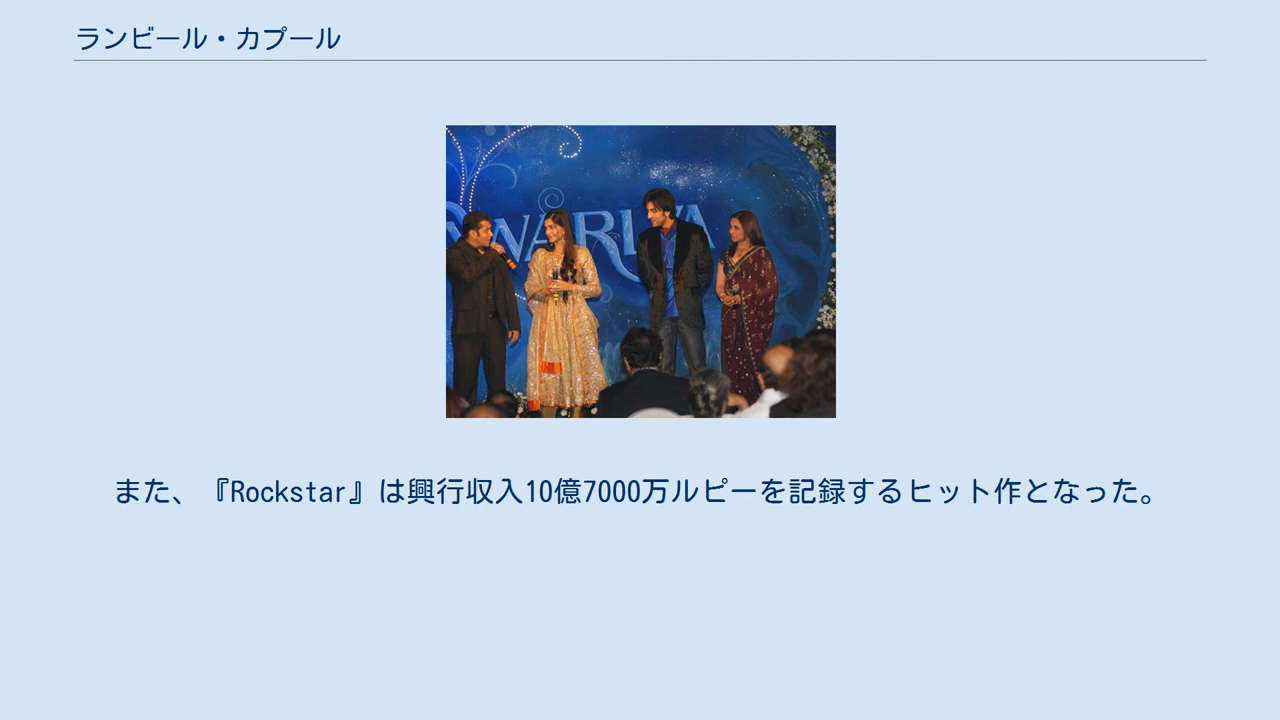 ランビール・カプール
WARIYA
また、『Rockstar』は興行収入10億7000万ルピーを記録するヒット作となった。